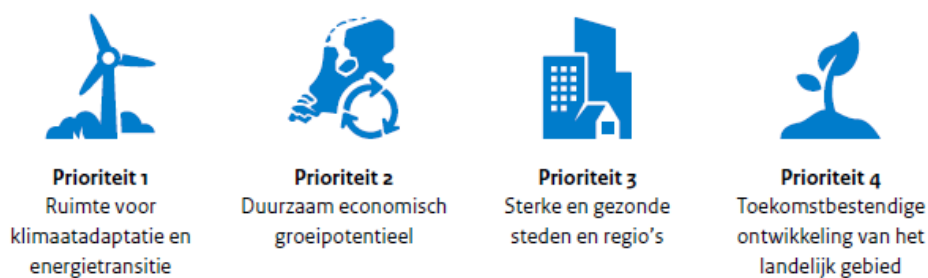 Prioriteit 1
Ruimte voor
klimaatadaptatie en
energietransitie
Prioriteit 2
Duurzaam economisch
groeipotentieel
Prioriteit 3
Sterke en gezonde
steden en regio's
Prioriteit 4
Toekomstbestendige
ontwikkeling van het
landelijk gebied